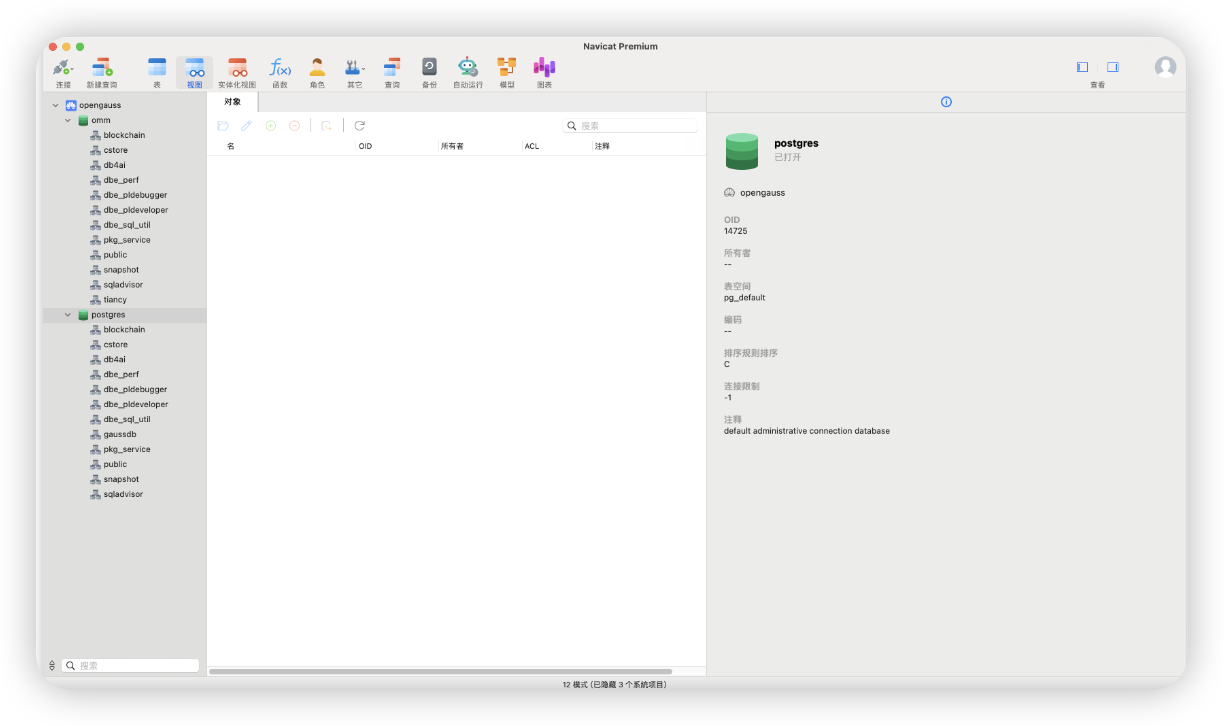 Navicat Premium
连接
新建查询
表
视图
实体化视图
函数
角色
其它
查询
备份
自动运行
模型
图表
查看
opengauss
omm
blockchain
cstore
db4ai
dbe_perf
dbe_pldebugger
dbe_pldeveloper
dbe_sql_util
pkg_service
public
snapshot
sqladvisor
tiancy
postgres
blockchain
cstore
db4ai
dbe_perf
dbe_pldebugger
dbe_pldeveloper
dbe_sql_util
gaussdb
pkg_service
public
snapshot
sqladvisor
搜索
对象
搜索
名 OID 所有者 ACL 注释
postgres
已打开
opengauss
OID
14725
所有者
--
表空间
pg_default
编码
--
排序规则排序
C
连接限制
-1
注释
default administrative connection database
12 模式 (已隐藏 3 个系统项目)